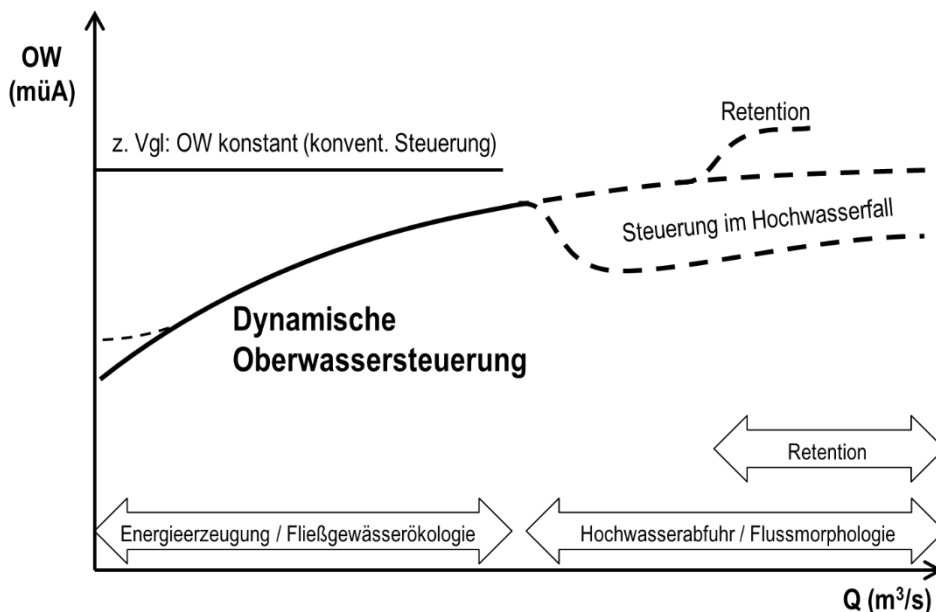 OW
(müA)
Retention
z. Vgl: OW konstant (konvent. Steuerung)
Steuerung im Hochwasserfall
Dynamische
Oberwassersteuerung
Retention
Energieerzeugung / Fließgewässerökologie
Hochwasserabfuhr / Flussmorphologie
Q (m³/s)